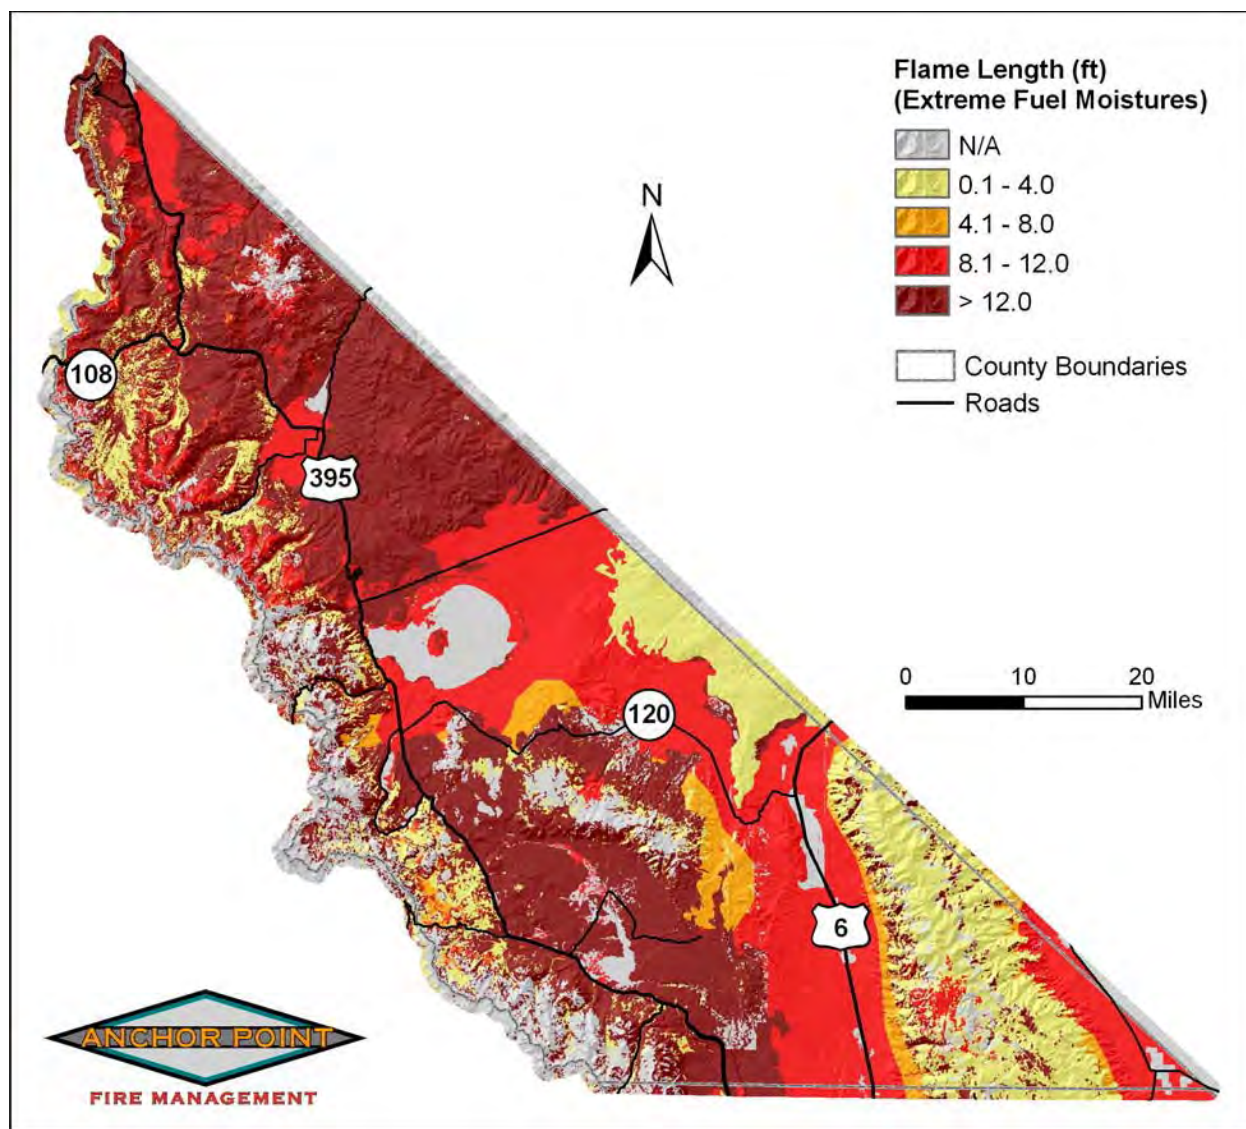 Flame Length (ft)
(Extreme Fuel Moistures)
N/A
0.1 - 4.0
4.1 - 8.0
8.1 - 12.0
> 12.0
County Boundaries
Roads
N
108
395
120
6
0 10 20
Miles
ANCHOR POINT
FIRE MANAGEMENT